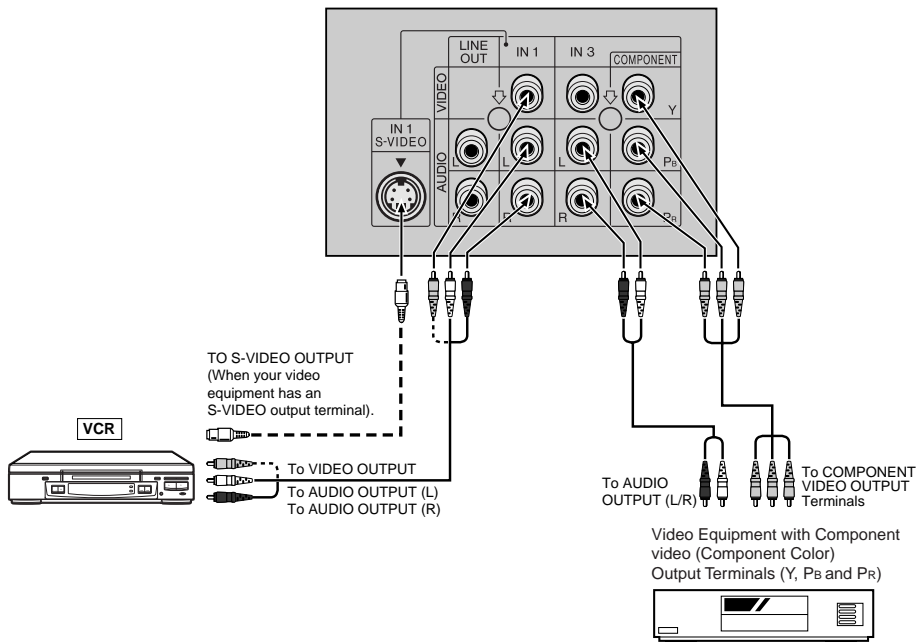 LINE
OUT
IN 1
IN 3
COMPONENT
VIDEO
Y
IN 1
S-VIDEO
AUDIO
L
L
L
PB
R
R
R
PR
TO S-VIDEO OUTPUT
(When your video
equipment has an
S-VIDEO output terminal).
VCR
To VIDEO OUTPUT
To AUDIO OUTPUT (L)
To AUDIO OUTPUT (R)
To AUDIO
OUTPUT (L/R)
To COMPONENT
VIDEO OUTPUT
Terminals
Video Equipment with Component
video (Component Color)
Output Terminals (Y, PB and PR)